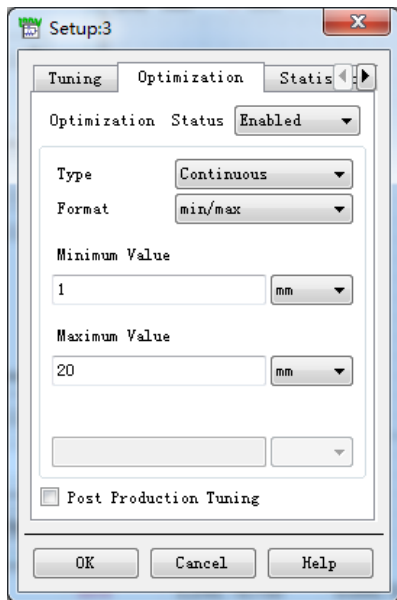 Setup:3
Tuning Optimization Statis
Optimization Status Enabled
Type Continuous
Format min/max
Minimum Value
1 mm
Maximum Value
20 mm
Post Production Tuning
OK Cancel Help